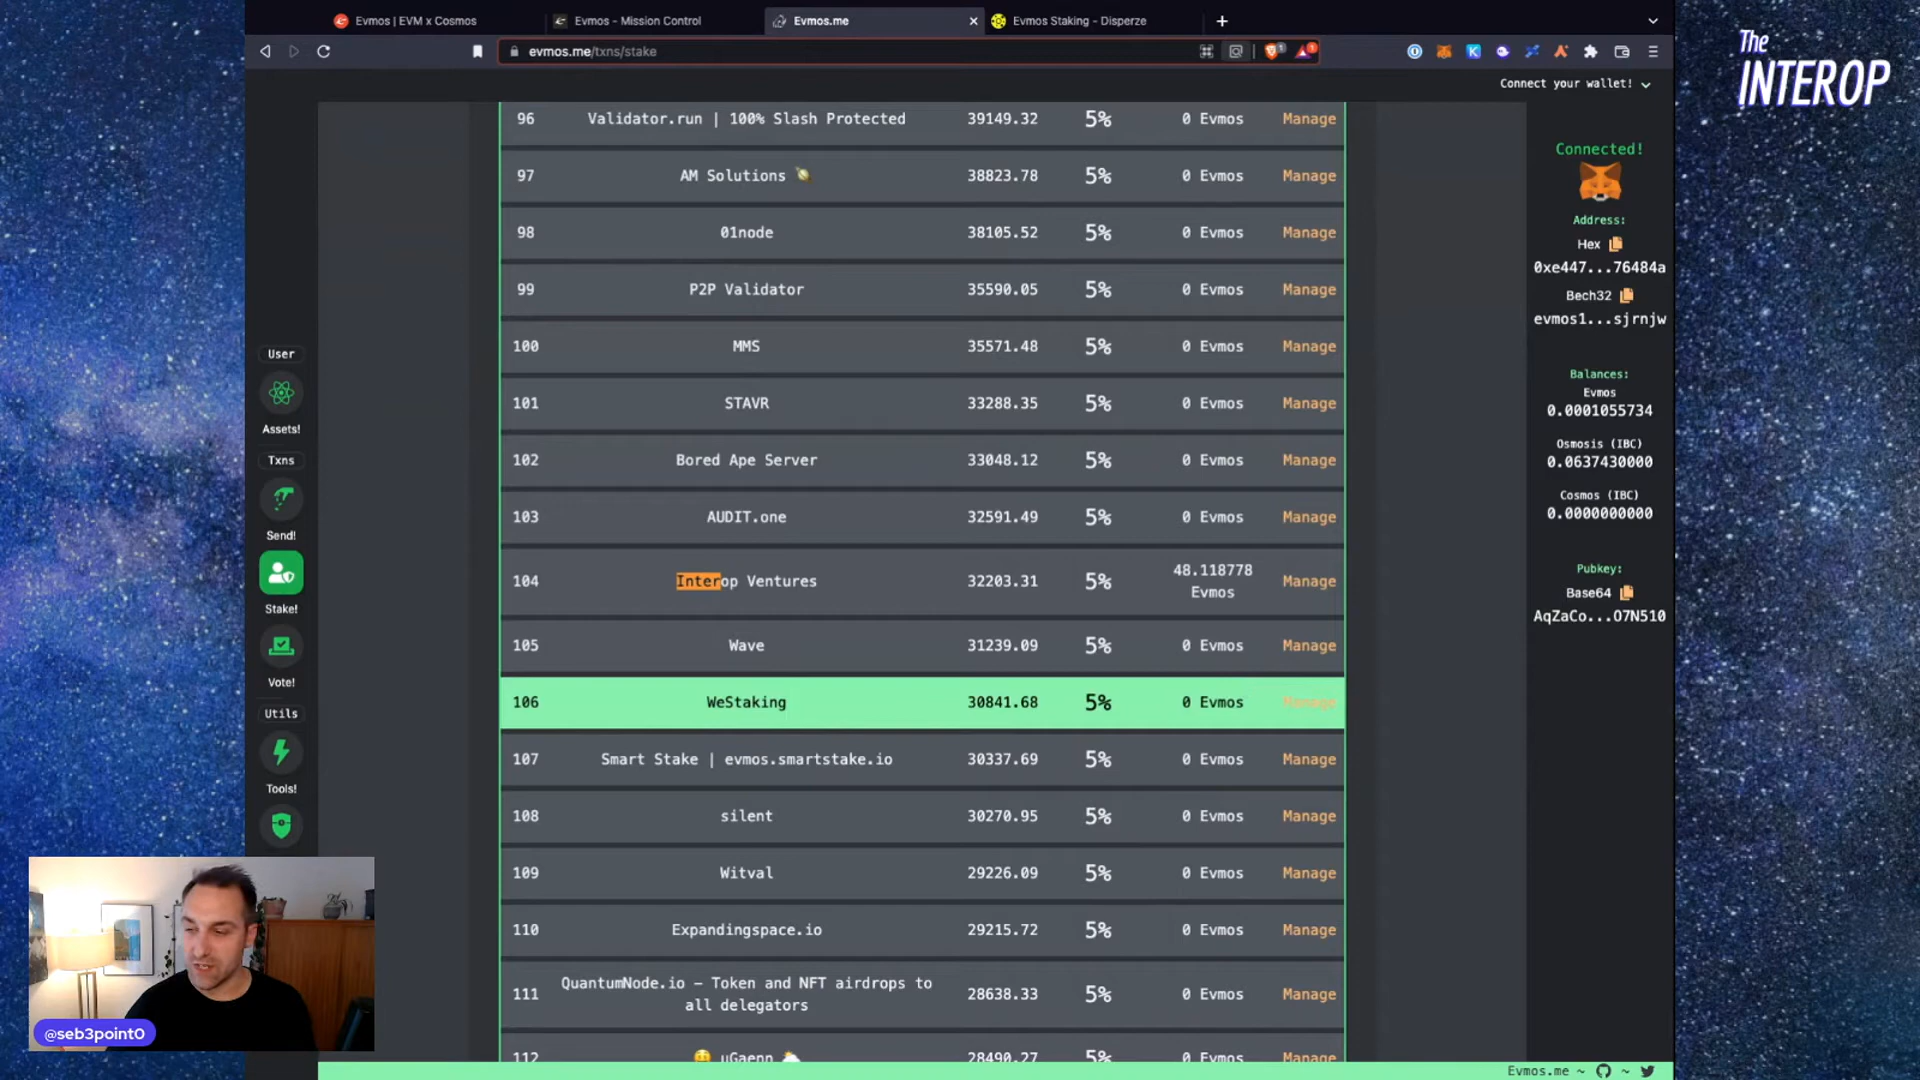 Evmos | EVM x Cosmos
Evmos - Mission Control
Evmos.me
Evmos Staking - Disperze
evmos.me/txns/stake
The
INTEROP
Connect your wallet!
96 Validator.run | 100% Slash Protected 39149.32 5% 0 Evmos Manage
97 AM Solutions 38823.78 5% 0 Evmos Manage
98 01node 38105.52 5% 0 Evmos Manage
99 P2P Validator 35590.05 5% 0 Evmos Manage
100 MMS 35571.48 5% 0 Evmos Manage
101 STAVR 33288.35 5% 0 Evmos Manage
102 Bored Ape Server 33048.12 5% 0 Evmos Manage
103 AUDIT.one 32591.49 5% 0 Evmos Manage
104 Interop Ventures 32203.31 5% 48.118778 Evmos Manage
105 Wave 31239.09 5% 0 Evmos Manage
106 WeStaking 30841.68 5% 0 Evmos Manage
107 Smart Stake | evmos.smartstake.io 30337.69 5% 0 Evmos Manage
108 silent 30270.95 5% 0 Evmos Manage
109 Witval 29226.09 5% 0 Evmos Manage
110 Expandingspace.io 29215.72 5% 0 Evmos Manage
111 QuantumNode.io – Token and NFT airdrops to all delegators 28638.33 5% 0 Evmos Manage
112 uGaenn 28490.27 5% 0 Evmos Manage
User
Assets!
Txns
Send!
Stake!
Vote!
Utils
Tools!
Connected!
Address:
Hex
0xe447...76484a
Bech32
evmos1...sjrnjw
Balances:
Evmos
0.0001055734
Osmosis (IBC)
0.0637430000
Cosmos (IBC)
0.0000000000
Pubkey:
Base64
AqZaCo...O7N510
@seb3point0
Evmos.me ~ ~